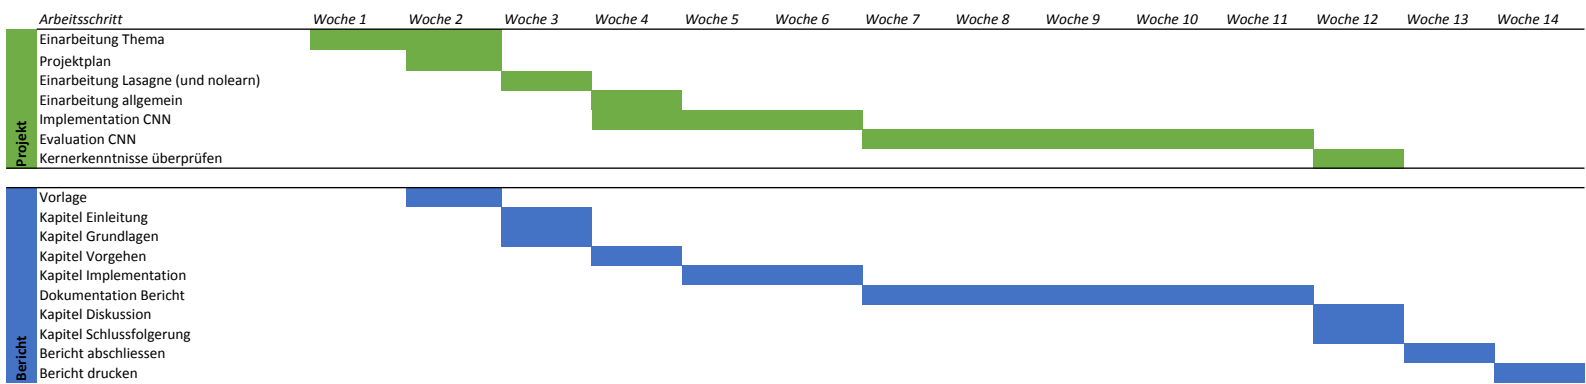 Arbeitsschritt Woche 1 Woche 2 Woche 3 Woche 4 Woche 5 Woche 6 Woche 7 Woche 8 Woche 9 Woche 10 Woche 11 Woche 12 Woche 13 Woche 14
Projekt
Einarbeitung Thema
Projektplan
Einarbeitung Lasagne (und nolearn)
Einarbeitung allgemein
Implementation CNN
Evaluation CNN
Kernerkenntnisse überprüfen
Bericht
Vorlage
Kapitel Einleitung
Kapitel Grundlagen
Kapitel Vorgehen
Kapitel Implementation
Dokumentation Bericht
Kapitel Diskussion
Kapitel Schlussfolgerung
Bericht abschliessen
Bericht drucken